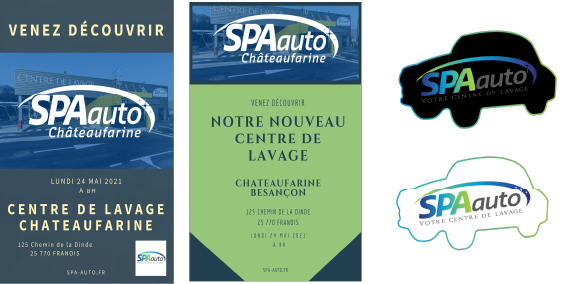 VENEZ DÉCOUVRIR
CENTRE DE LAVAGE
SPAauto
Châteaufarine
LUNDI 24 MAI 2021
A 8H
CENTRE DE LAVAGE
CHATEAUFARINE
125 Chemin de la Dinde
25 770 FRANOIS
SPAauto
SPA-AUTO.FR
SPAauto
Châteaufarine
VENEZ DÉCOUVRIR
NOTRE NOUVEAU
CENTRE DE
LAVAGE
CHATEAUFARINE
BESANÇON
125 CHEMIN DE LA DINDE
25 770 FRANOIS
LUNDI 24 MAI 2021
À 8H
SPA-AUTO.FR
SPAauto
VOTRE CENTRE DE LAVAGE
SPAauto
VOTRE CENTRE DE LAVAGE